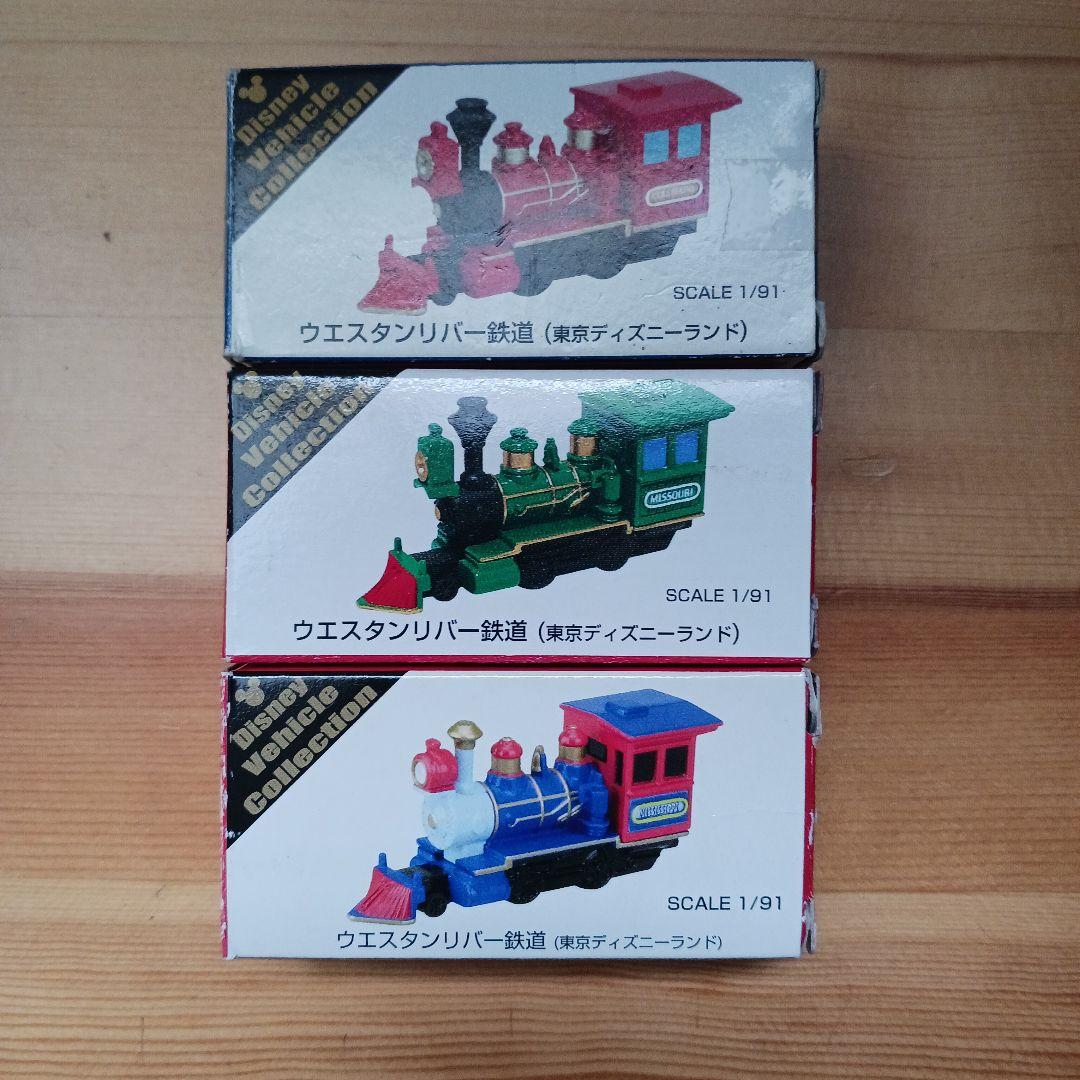 Disney
Vehicle
Collection
SCALE 1/91
ウエスタンリバー鉄道 (東京ディズニーランド)
Disney
Vehicle
Collection
MISSOURI
SCALE 1/91
ウエスタンリバー鉄道 (東京ディズニーランド)
Disney
Vehicle
Collection
MISSISSIPPI
SCALE 1/91
ウエスタンリバー鉄道 (東京ディズニーランド)